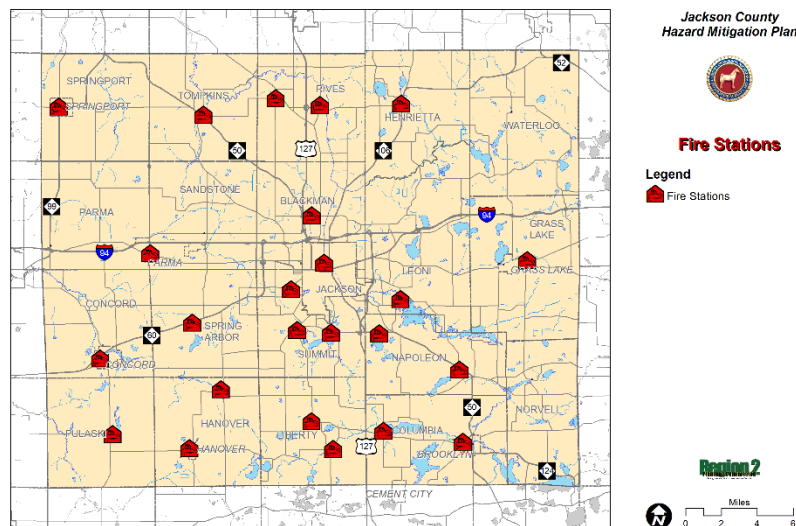 Jackson County
Hazard Mitigation Plan
Fire Stations
Legend
Fire Stations
SPRINGPORT
SPRINGPORT
TOMPKINS
RIVES
HENRIETTA
WATERLOO
52
50
127
106
SANDSTONE
BLACKMAN
99
PARMA
94
GRASS
LAKE
94
PARMA
LEONI
GRASS LAKE
CONCORD
JACKSON
60
SPRING
ARBOR
SUMMIT
NAPOLEON
CONCORD
50
NORVELL
PULASKI
HANOVER
HANOVER
LIBERTY
127
COLUMBIA
BROOKLYN
124
CEMENT CITY
Region 2
Miles
0 1 2 4 6
N